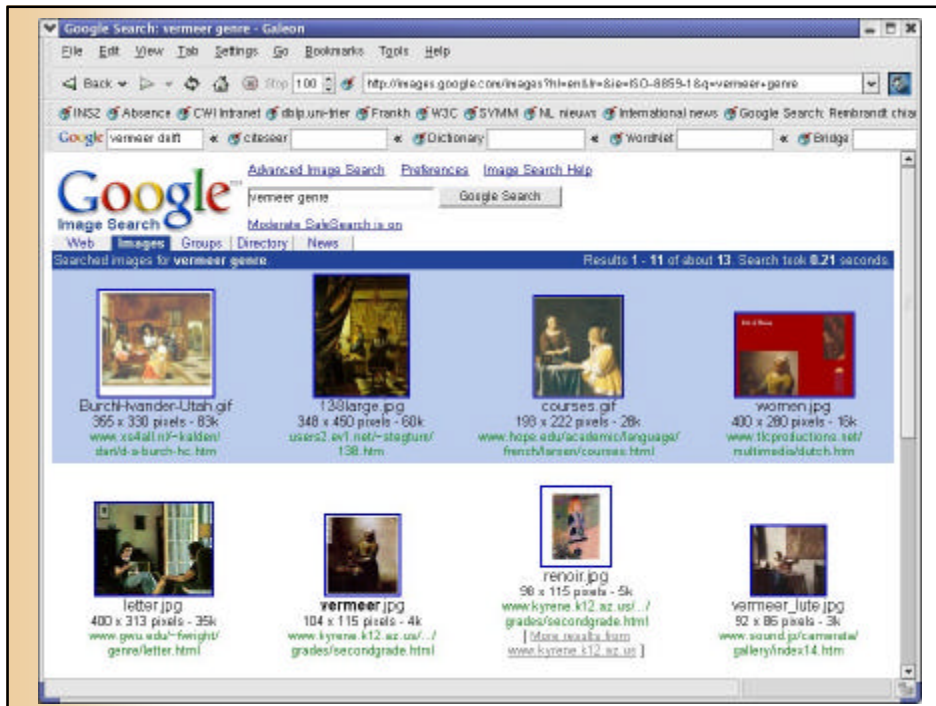 Google Search: vermeer genre - Galeon
File Edit View Tab Settings Go Bookmarks Tools Help
Back Stop 100 http://images.google.com/images?hl=en&lr=&ie=ISO-8859-1&q=vermeer+genre
INS2 Absence CWI Intranet dblp.uni-trier Frankh W3C SYMM NL nieuws International news Google Search: Rembrandt chia
Google vermeer delft citeseer Dictionary WordNet Bridge
Advanced Image Search Preferences Image Search Help
Google
Image Search
vermeer genre Google Search
Moderate SafeSearch is on
Web Images Groups Directory News
Searched images for vermeer genre. Results 1 - 11 of about 13. Search took 0.21 seconds.
BurchHvander-Utah.gif 138large.jpg courses.gif women.jpg
365 x 330 pixels - 83k 348 x 450 pixels - 60k 193 x 222 pixels - 28k 400 x 280 pixels - 16k
www.xs4all.nl/~kalden/ users2.ev1.net/~stegturn/ www.hope.edu/academic/language/ www.tlcproductions.net/
dart/d-a-burch-hc.htm 138.htm french/larsen/courses.html multimedia/dutch.htm
letter.jpg vermeer.jpg renoir.jpg vermeer_lute.jpg
400 x 313 pixels - 35k 104 x 115 pixels - 4k 98 x 115 pixels - 5k 92 x 86 pixels - 3k
www.gwu.edu/~fwright/ www.kyrene.k12.az.us/.../ www.kyrene.k12.az.us/.../ www.sound.jp/camerata/
genre/letter.html grades/secondgrade.html grades/secondgrade.html gallery/index14.htm
[ More results from
www.kyrene.k12.az.us ]